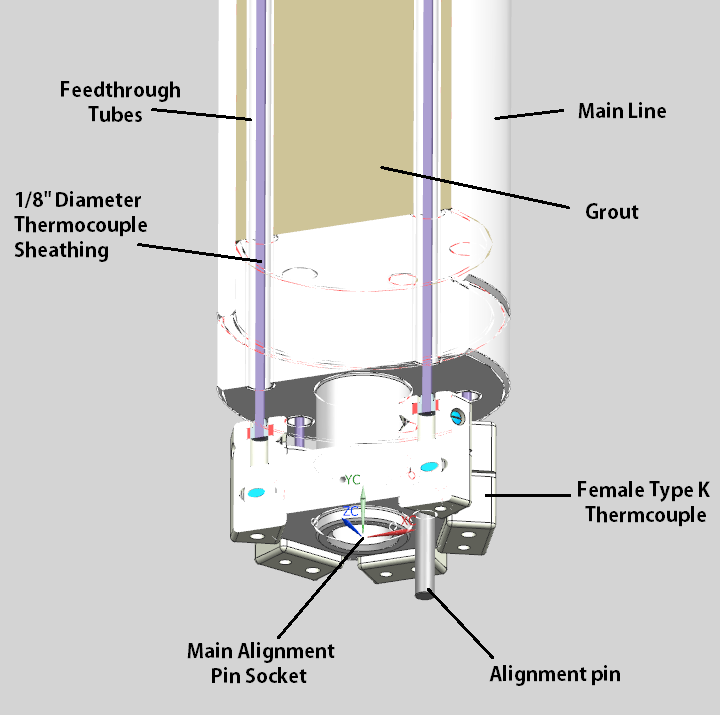 Feedthrough
Tubes
Main Line
1/8" Diameter
Thermocouple
Sheathing
Grout
YC
ZC
Female Type K
Thermcouple
Main Alignment
Pin Socket
Alignment pin